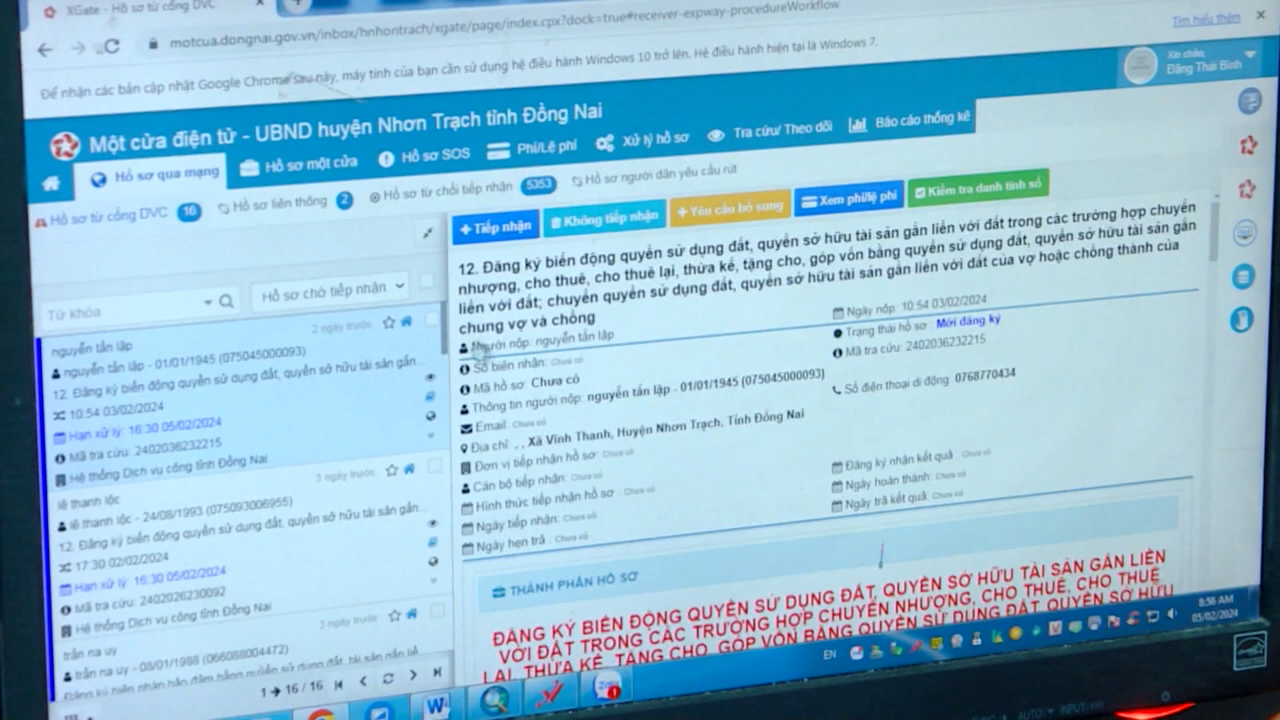 XGate - Hồ sơ từ cổng DVC
motcua.dongnai.gov.vn/inbox/hnhontrach/xgate/page/index.cpx?dock=true#receiver-expway-procedureWorkflow
Để nhận các bản cập nhật Google Chrome sau này, máy tính của bạn cần sử dụng hệ điều hành Windows 10 trở lên. Hệ điều hành hiện tại là Windows 7.
Tìm hiểu thêm
Xin chào,
Đặng Thái Bình
Một cửa điện tử - UBND huyện Nhơn Trạch tỉnh Đồng Nai
Hồ sơ qua mạng
Hồ sơ một cửa
Hồ sơ SOS
Phí/Lệ phí
Xử lý hồ sơ
Tra cứu/ Theo dõi
Báo cáo thống kê
Hồ sơ từ cổng DVC 16
Hồ sơ liên thông 2
Hồ sơ từ chối tiếp nhận 5353
Hồ sơ người dân yêu cầu rút
Tiếp nhận
Không tiếp nhận
Yêu cầu bổ sung
Xem phí/lệ phí
Kiểm tra danh tính số
Từ khóa
Hồ sơ chờ tiếp nhận
2 ngày trước
nguyễn tấn lập
nguyễn tấn lập - 01/01/1945 (075045000093)
12. Đăng ký biến động quyền sử dụng đất, quyền sở hữu tài sản gắn...
10:54 03/02/2024
Hạn xử lý: 16:30 05/02/2024
Mã tra cứu: 2402036232215
Hệ thống Dịch vụ công tỉnh Đồng Nai
3 ngày trước
lê thanh lộc
lê thanh lộc - 24/08/1993 (075093006955)
12. Đăng ký biến động quyền sử dụng đất, quyền sở hữu tài sản gắn...
17:30 02/02/2024
Hạn xử lý: 16:30 05/02/2024
Mã tra cứu: 2402026230092
Hệ thống Dịch vụ công tỉnh Đồng Nai
3 ngày trước
trần na uy
trần na uy - 08/01/1988 (066088004472)
1 → 16 / 16
12. Đăng ký biến động quyền sử dụng đất, quyền sở hữu tài sản gắn liền với đất trong các trường hợp chuyển
nhượng, cho thuê, cho thuê lại, thừa kế, tặng cho, góp vốn bằng quyền sử dụng đất, quyền sở hữu tài sản gắn
liền với đất; chuyển quyền sử dụng đất, quyền sở hữu tài sản gắn liền với đất của vợ hoặc chồng thành của
chung vợ và chồng
Người nộp: nguyễn tấn lập
Ngày nộp: 10:54 03/02/2024
Số biên nhận: Chưa có
Trạng thái hồ sơ: Mới đăng ký
Mã hồ sơ: Chưa có
Mã tra cứu: 2402036232215
Thông tin người nộp: nguyễn tấn lập - 01/01/1945 (075045000093)
Số điện thoại di động: 0768770434
Email: Chưa có
Địa chỉ: , , Xã Vĩnh Thanh, Huyện Nhơn Trạch, Tỉnh Đồng Nai
Đơn vị tiếp nhận hồ sơ: Chưa có
Cán bộ tiếp nhận: Chưa có
Đăng ký nhận kết quả : Chưa có
Hình thức tiếp nhận hồ sơ : Chưa có
Ngày hoàn thành: Chưa có
Ngày tiếp nhận: Chưa có
Ngày trả kết quả: Chưa có
Ngày hẹn trả : Chưa có
THÀNH PHẦN HỒ SƠ
ĐĂNG KÝ BIẾN ĐỘNG QUYỀN SỬ DỤNG ĐẤT, QUYỀN SỞ HỮU TÀI SẢN GẮN LIỀN
VỚI ĐẤT TRONG CÁC TRƯỜNG HỢP CHUYỂN NHƯỢNG, CHO THUÊ, CHO THUÊ
LẠI, THỪA KẾ, TẶNG CHO, GÓP VỐN BẰNG QUYỀN SỬ DỤNG ĐẤT, QUYỀN SỞ HỮU
EN
8:56 AM
05/02/2024